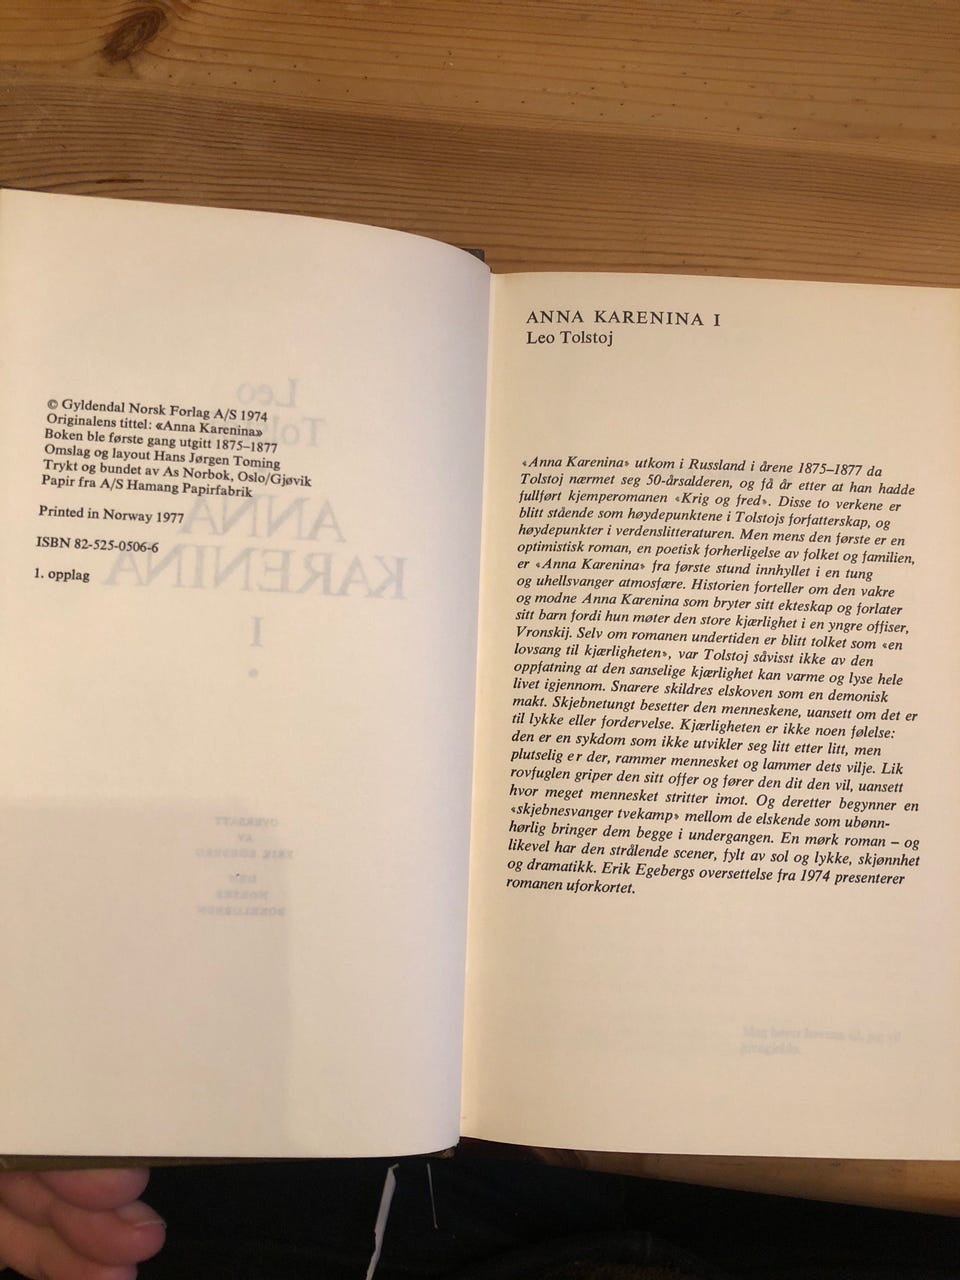 © Gyldendal Norsk Forlag A/S 1974
Originalens tittel: «Anna Karenina»
Boken ble første gang utgitt 1875–1877
Omslag og layout Hans Jørgen Toming
Trykt og bundet av As Norbok, Oslo/Gjøvik
Papir fra A/S Hamang Papirfabrik
Printed in Norway 1977
ISBN 82-525-0506-6
1. opplag
ANNA KARENINA I
Leo Tolstoj
«Anna Karenina» utkom i Russland i årene 1875–1877 da
Tolstoj nærmet seg 50-årsalderen, og få år etter at han hadde
fullført kjemperomanen «Krig og fred». Disse to verkene er
blitt stående som høydepunktene i Tolstojs forfatterskap, og
høydepunkter i verdenslitteraturen. Men mens den første er en
optimistisk roman, en poetisk forherligelse av folket og familien,
er «Anna Karenina» fra første stund innhyllet i en tung
og uhellsvanger atmosfære. Historien forteller om den vakre
og modne Anna Karenina som bryter sitt ekteskap og forlater
sitt barn fordi hun møter den store kjærlighet i en yngre offiser,
Vronskij. Selv om romanen undertiden er blitt tolket som «en
lovsang til kjærligheten», var Tolstoj såvisst ikke av den
oppfatning at den sanselige kjærlighet kan varme og lyse hele
livet igjennom. Snarere skildres elskoven som en demonisk
makt. Skjebnetungt besetter den menneskene, uansett om det er
til lykke eller fordervelse. Kjærligheten er ikke noen følelse:
den er en sykdom som ikke utvikler seg litt etter litt, men
plutselig er der, rammer mennesket og lammer dets vilje. Lik
rovfuglen griper den sitt offer og fører den dit den vil, uansett
hvor meget mennesket stritter imot. Og deretter begynner en
«skjebnesvanger tvekamp» mellom de elskende som ubønn-
hørlig bringer dem begge i undergangen. En mørk roman – og
likevel har den strålende scener, fylt av sol og lykke, skjønnhet
og dramatikk. Erik Egebergs oversettelse fra 1974 presenterer
romanen uforkortet.
Leo
ANNA
KARENINA
I